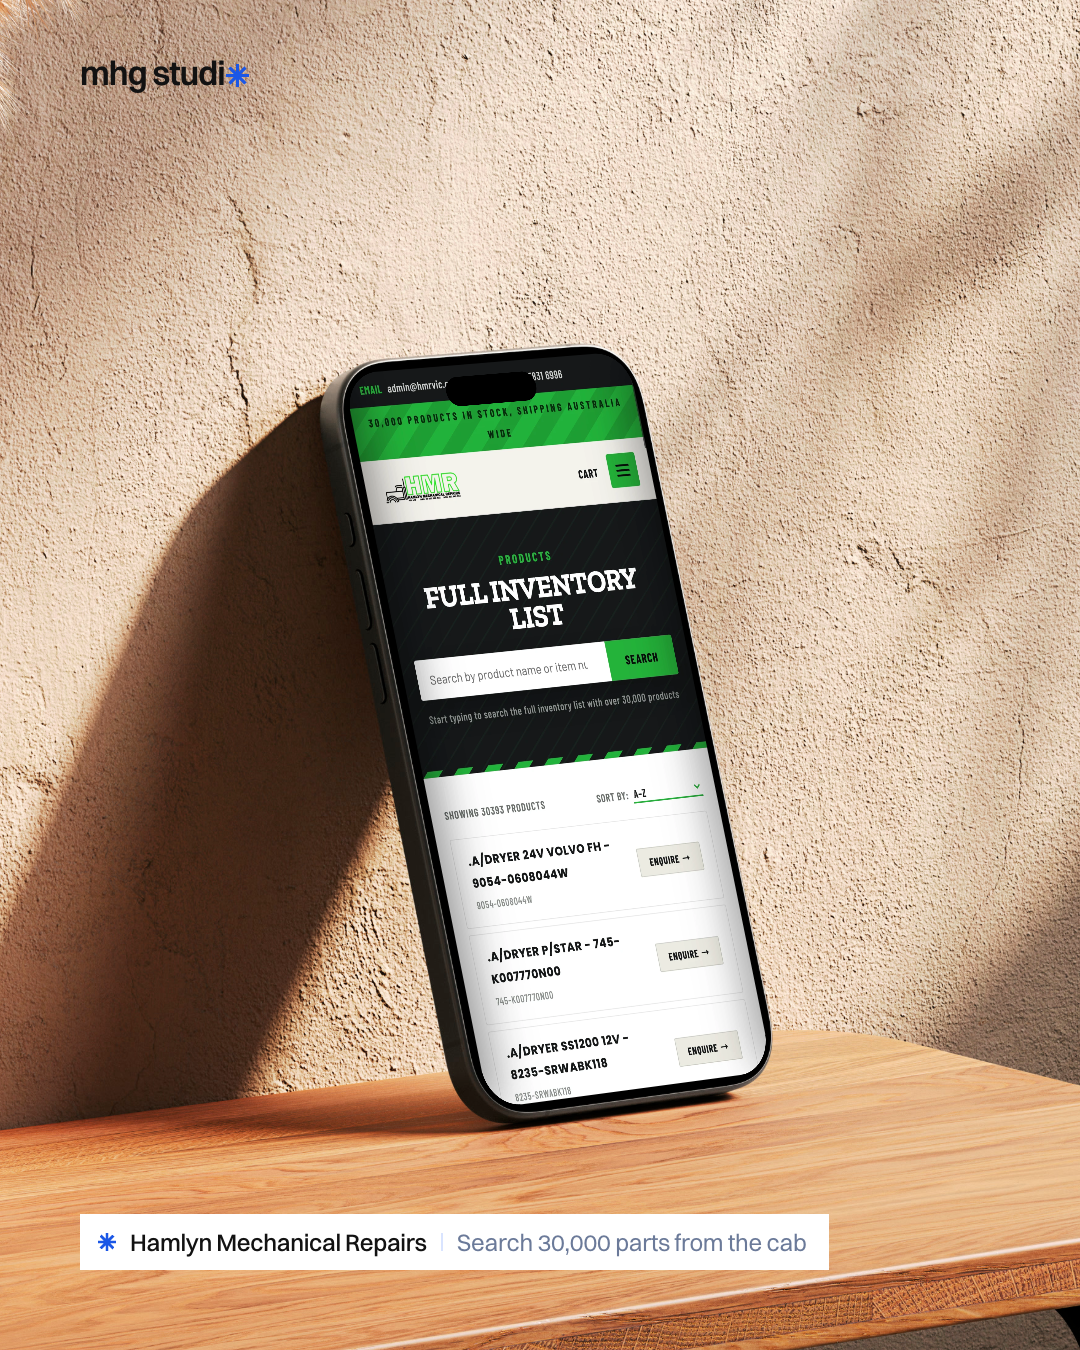 mhg studi
EMAIL admin@hmrvic.
831 6996
30,000 PRODUCTS IN STOCK, SHIPPING AUSTRALIA
WIDE
HMR
CART
PRODUCTS
FULL INVENTORY
LIST
Search by product name or item nu
SEARCH
Start typing to search the full inventory list with over 30,000 products
SHOWING 30393 PRODUCTS
SORT BY: A-Z
.A/DRYER 24V VOLVO FH -
9054-0608044W
9054-0608044W
ENQUIRE →
.A/DRYER P/STAR - 745-
K007770N00
745-K007770N00
ENQUIRE →
.A/DRYER SS1200 12V -
8235-SRWABK118
8235-SRWABK118
ENQUIRE →
Hamlyn Mechanical Repairs | Search 30,000 parts from the cab